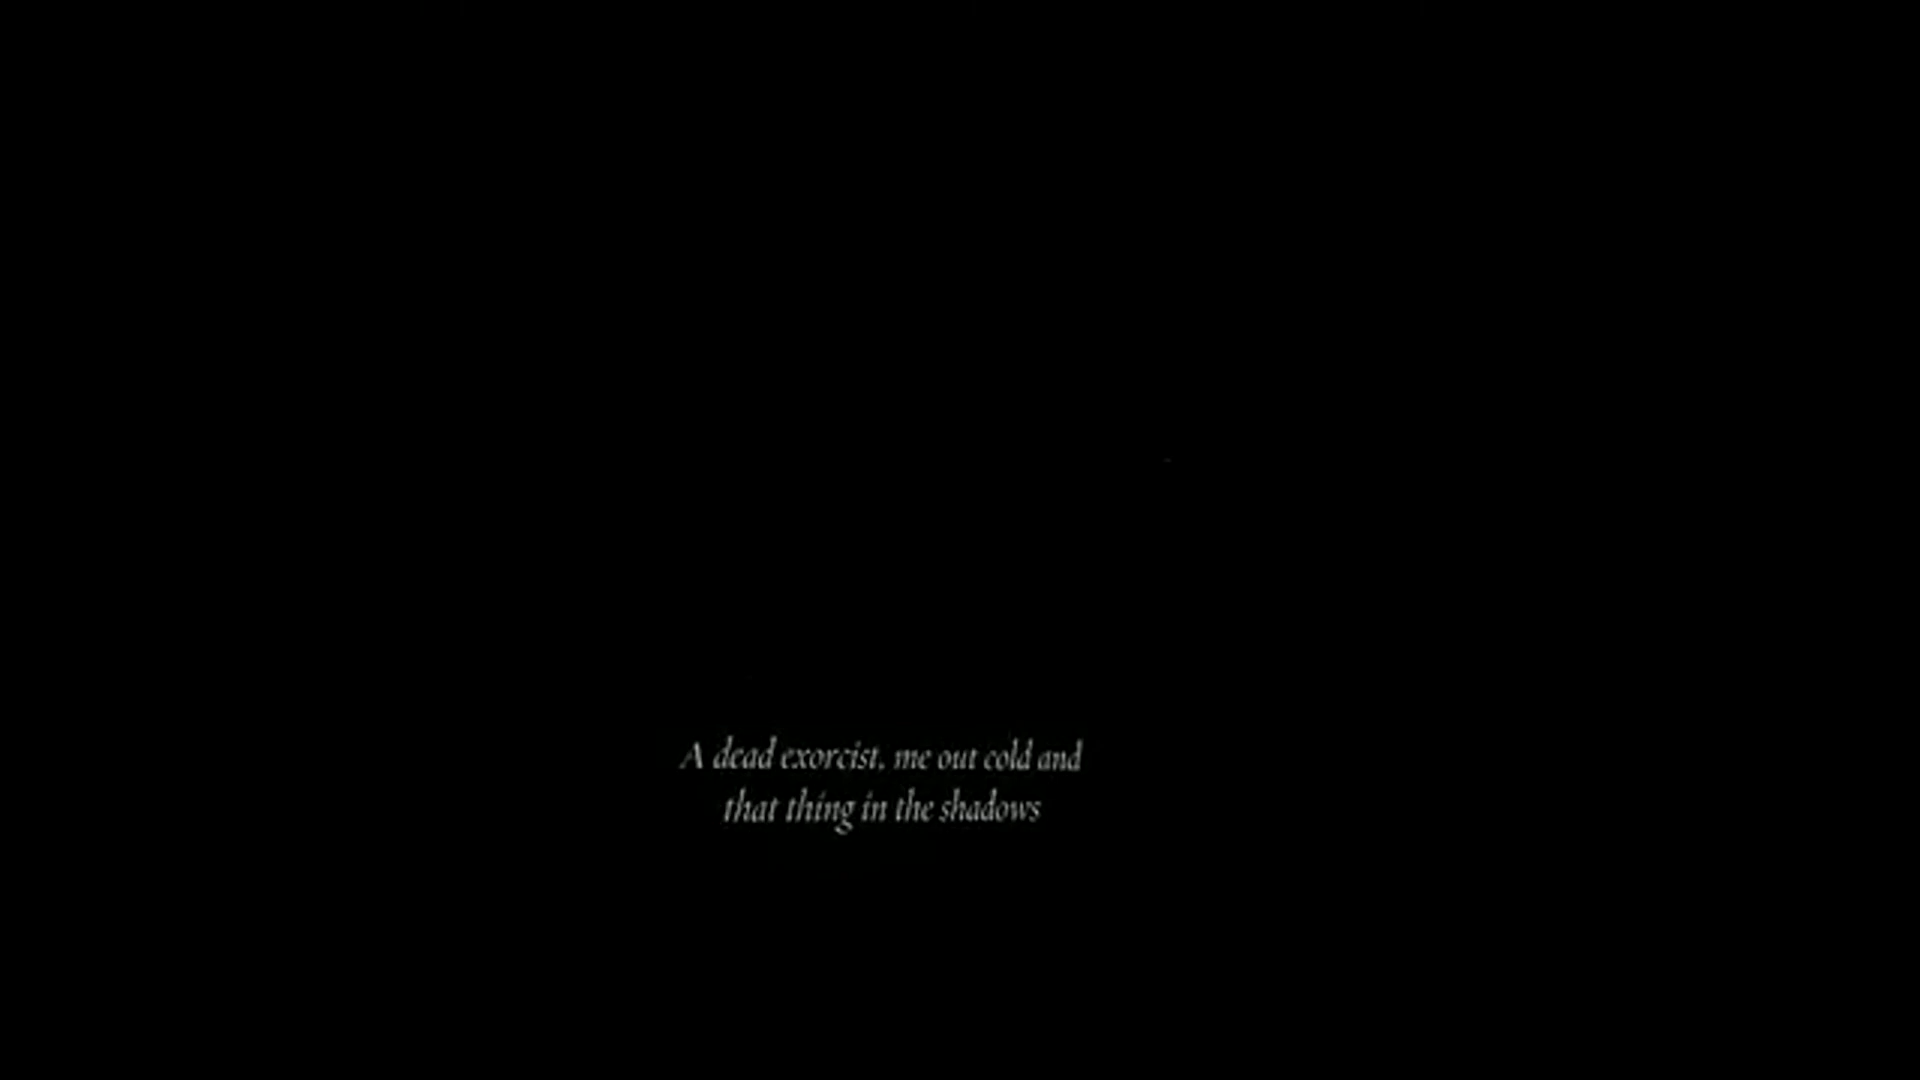 A dead exorcist, me out cold and
that thing in the shadows